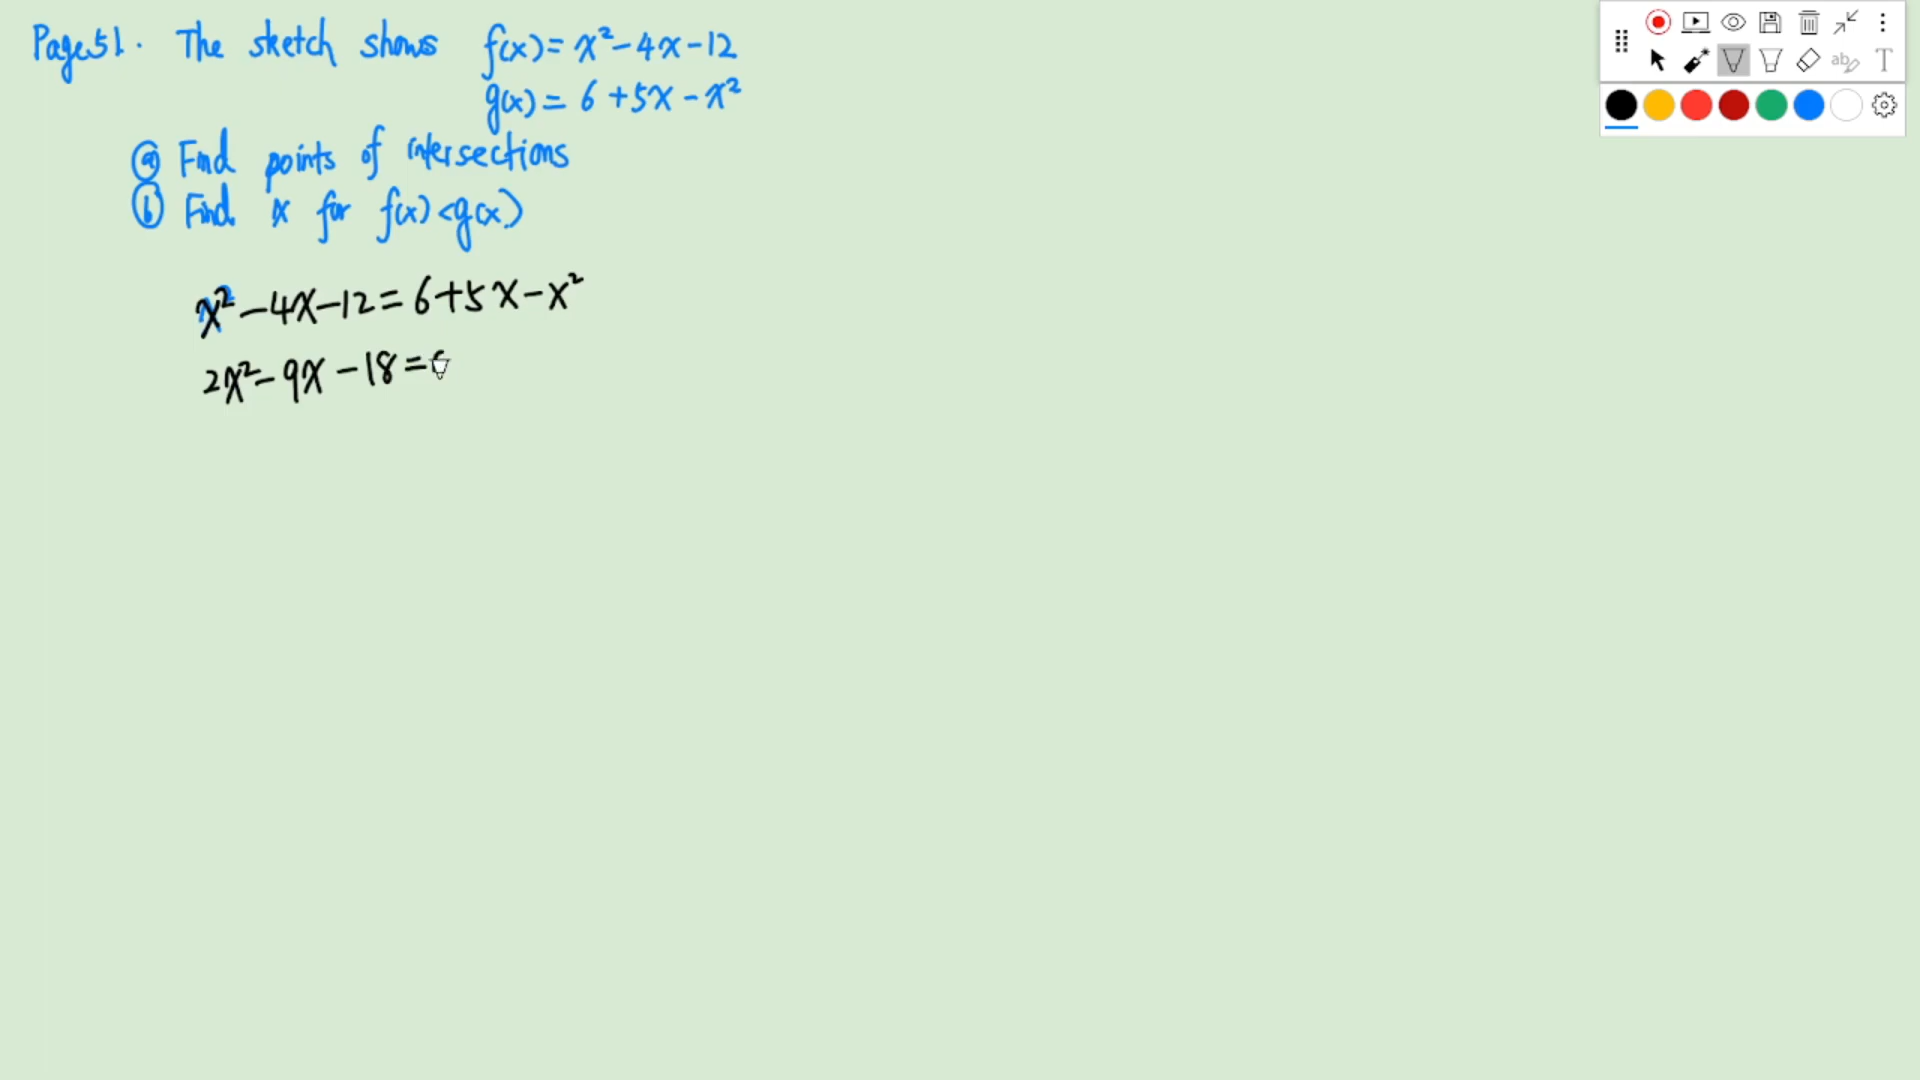 Page51. The sketch shows f(x)= x²-4x-12
g(x)= 6+5x-x²
ⓐ Find points of intersections
ⓑ Find x for f(x)<g(x)
x²-4x-12=6+5x-x²
2x²-9x-18=0
ab
T